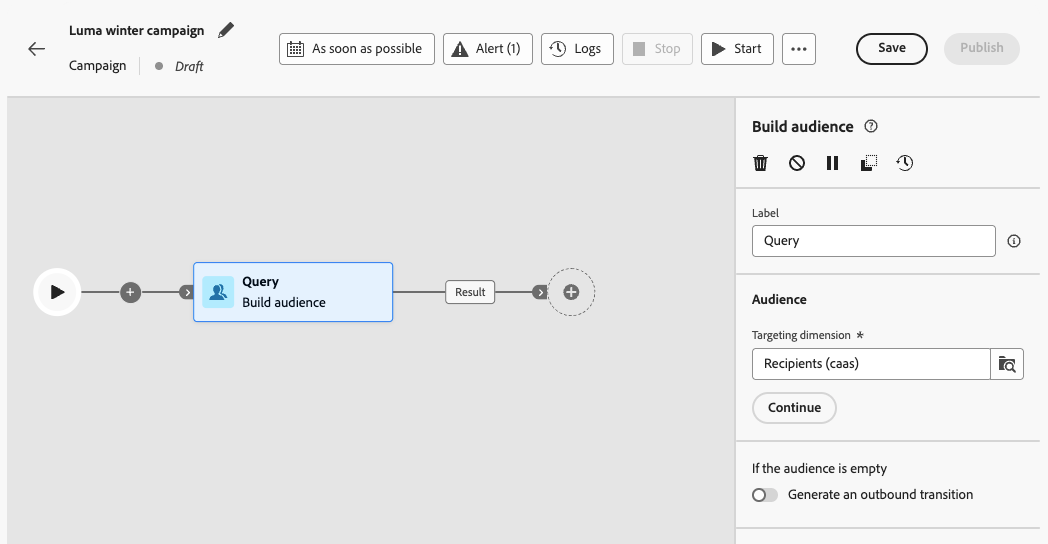 Luma winter campaign
Campaign
Draft
As soon as possible
Alert (1)
Logs
Stop
Start
Save
Publish
Query
Build audience
Result
Build audience
Label
Query
Audience
Targeting dimension *
Recipients (caas)
Continue
If the audience is empty
Generate an outbound transition